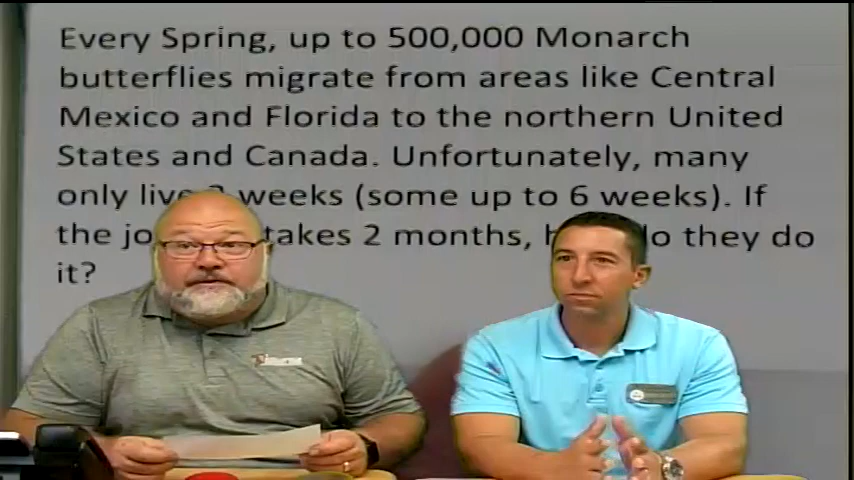 Every Spring, up to 500,000 Monarch
butterflies migrate from areas like Central
Mexico and Florida to the northern United
States and Canada. Unfortunately, many
only live weeks (some up to 6 weeks). If
the takes 2 months, do they do
it?